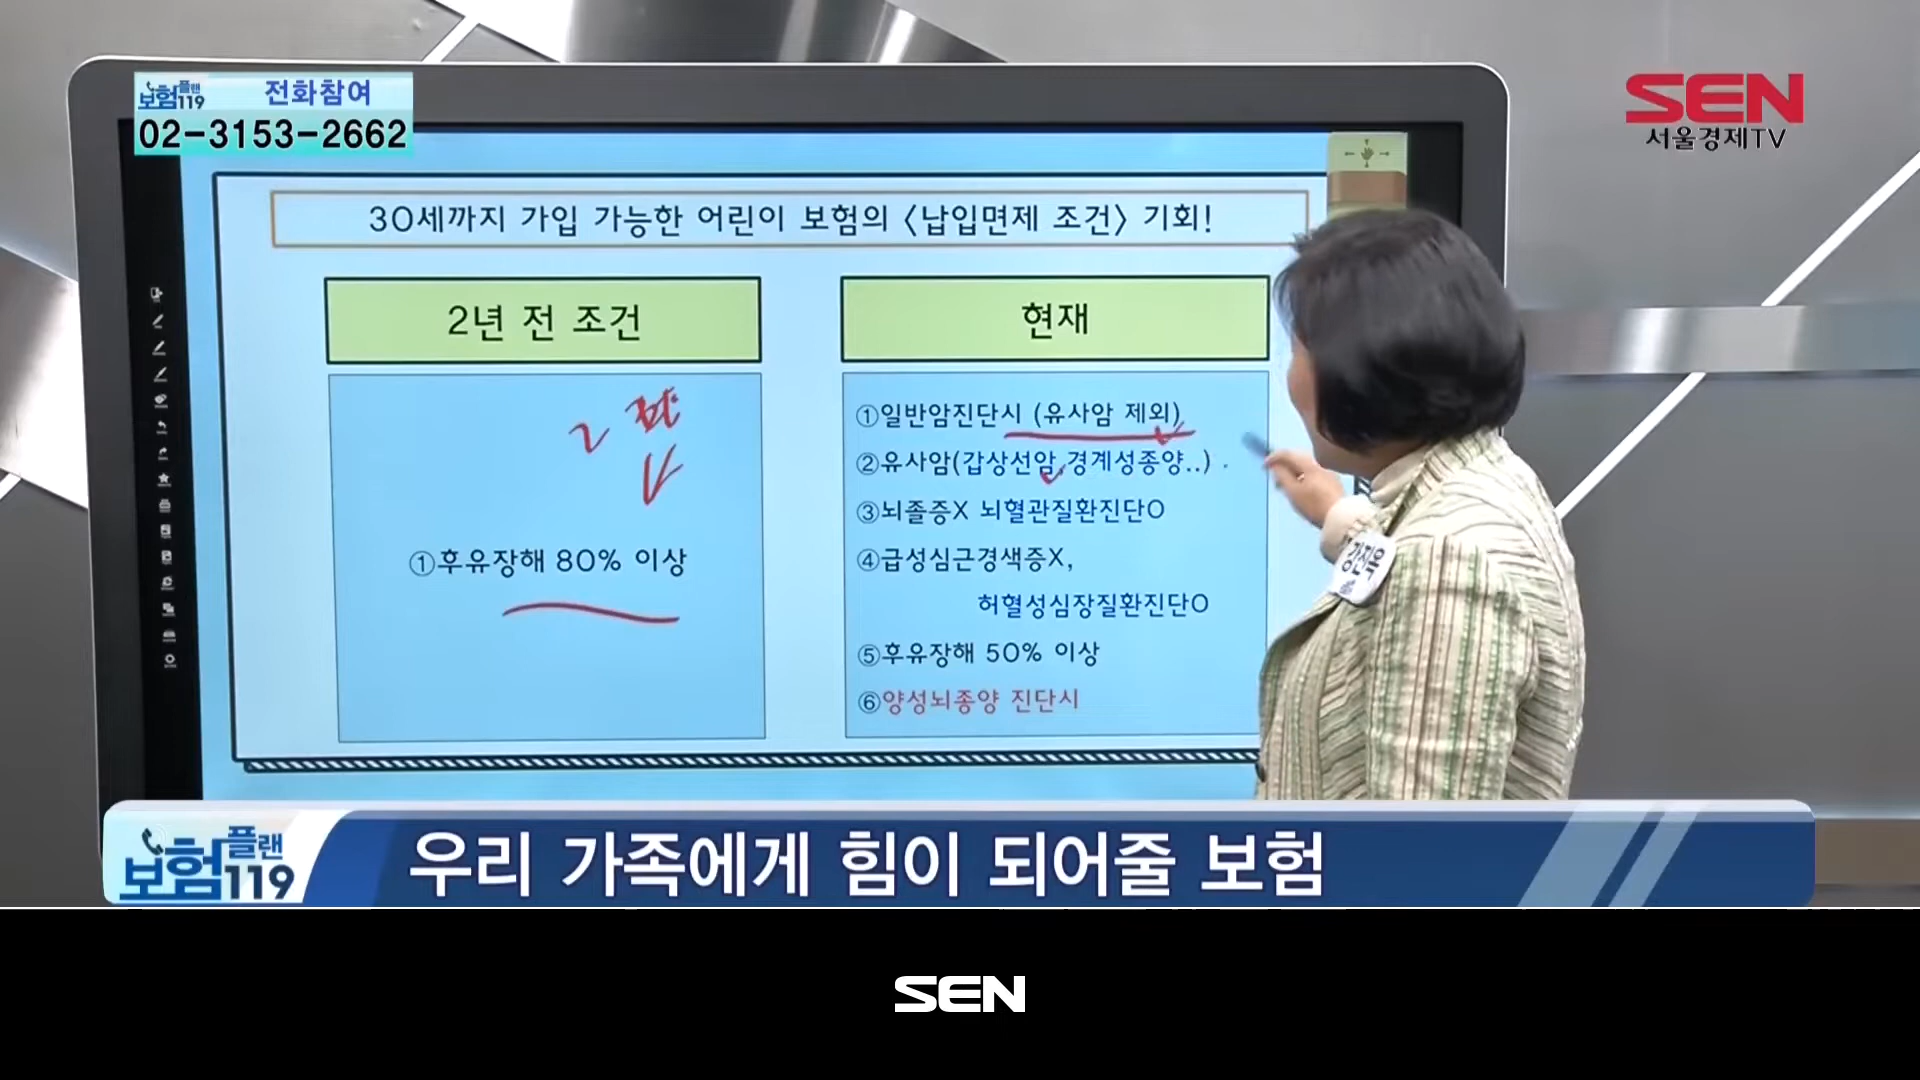 보험플랜119 전화참여
02-3153-2662
SEN
서울경제TV
30세까지 가입 가능한 어린이 보험의 〈납입면제 조건〉 기회!
2년 전 조건
①후유장해 80% 이상
현재
①일반암진단시 (유사암 제외)
②유사암(갑상선암,경계성종양..)
③뇌졸증X 뇌혈관질환진단O
④급성심근경색증X,
허혈성심장질환진단O
⑤후유장해 50% 이상
⑥양성뇌종양 진단시
강진옥
보험플랜119
우리 가족에게 힘이 되어줄 보험
SEN